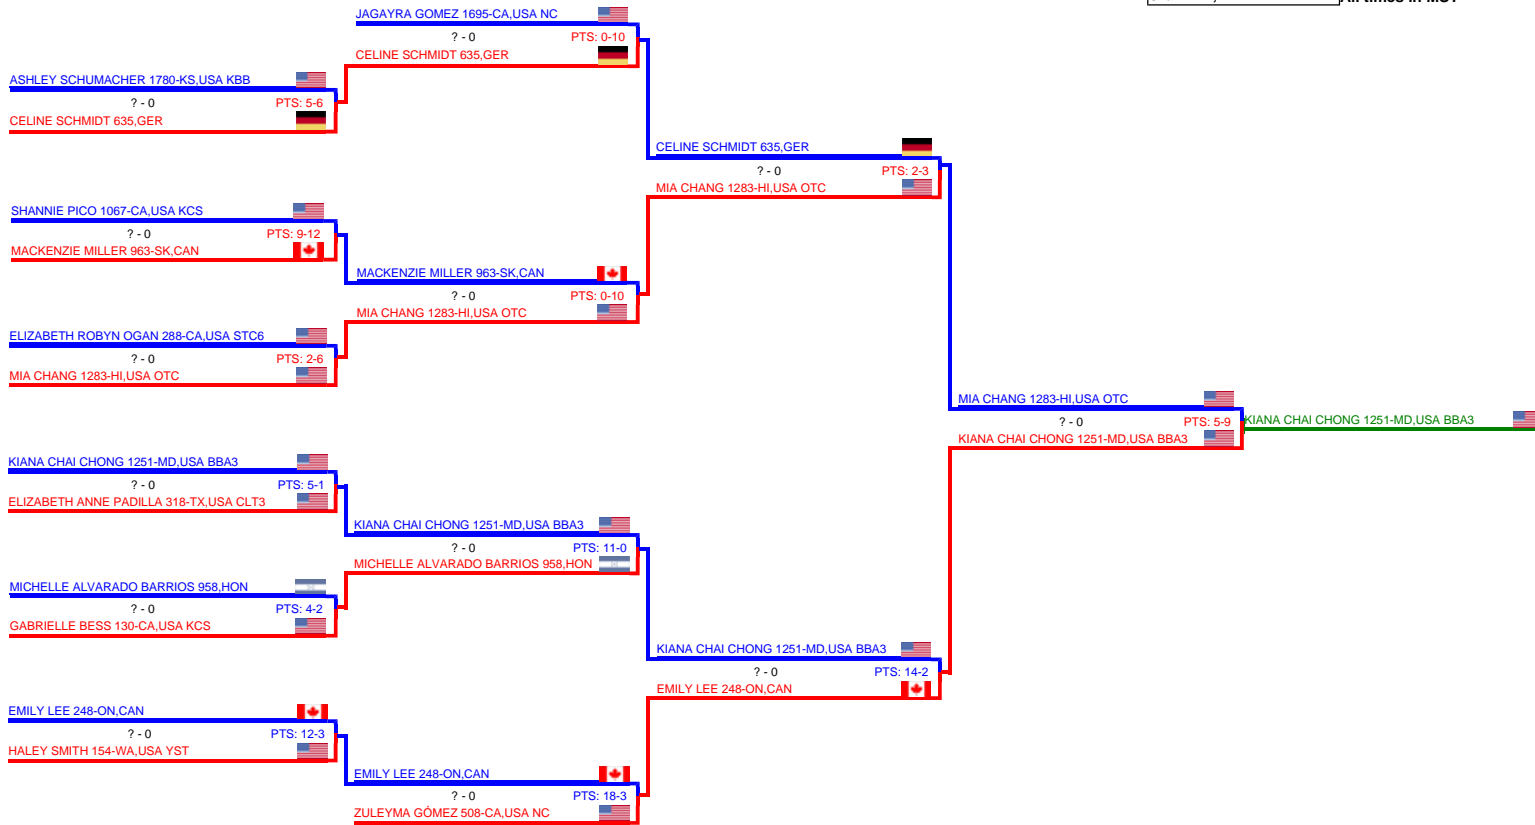 JAGAYRA GOMEZ 1695-CA,USA NC
? - 0 PTS: 0-10
CELINE SCHMIDT 635,GER
ASHLEY SCHUMACHER 1780-KS,USA KBB
? - 0 PTS: 5-6
CELINE SCHMIDT 635,GER
CELINE SCHMIDT 635,GER
? - 0 PTS: 2-3
MIA CHANG 1283-HI,USA OTC
SHANNIE PICO 1067-CA,USA KCS
? - 0 PTS: 9-12
MACKENZIE MILLER 963-SK,CAN
MACKENZIE MILLER 963-SK,CAN
? - 0 PTS: 0-10
MIA CHANG 1283-HI,USA OTC
ELIZABETH ROBYN OGAN 288-CA,USA STC6
? - 0 PTS: 2-6
MIA CHANG 1283-HI,USA OTC
MIA CHANG 1283-HI,USA OTC
? - 0 PTS: 5-9
KIANA CHAI CHONG 1251-MD,USA BBA3
KIANA CHAI CHONG 1251-MD,USA BBA3
KIANA CHAI CHONG 1251-MD,USA BBA3
? - 0 PTS: 5-1
ELIZABETH ANNE PADILLA 318-TX,USA CLT3
KIANA CHAI CHONG 1251-MD,USA BBA3
? - 0 PTS: 11-0
MICHELLE ALVARADO BARRIOS 958,HON
MICHELLE ALVARADO BARRIOS 958,HON
? - 0 PTS: 4-2
GABRIELLE BESS 130-CA,USA KCS
KIANA CHAI CHONG 1251-MD,USA BBA3
? - 0 PTS: 14-2
EMILY LEE 248-ON,CAN
EMILY LEE 248-ON,CAN
? - 0 PTS: 12-3
HALEY SMITH 154-WA,USA YST
EMILY LEE 248-ON,CAN
? - 0 PTS: 18-3
ZULEYMA GÓMEZ 508-CA,USA NC